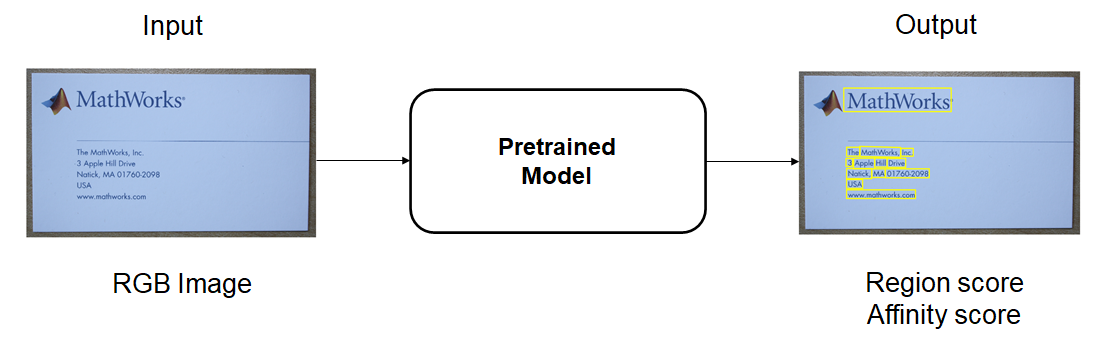 Input
Output
MathWorks®
The MathWorks, Inc.
3 Apple Hill Drive
Natick, MA 01760-2098
USA
www.mathworks.com
Pretrained
Model
MathWorks®
The MathWorks, Inc.
3 Apple Hill Drive
Natick, MA 01760-2098
USA
www.mathworks.com
RGB Image
Region score
Affinity score